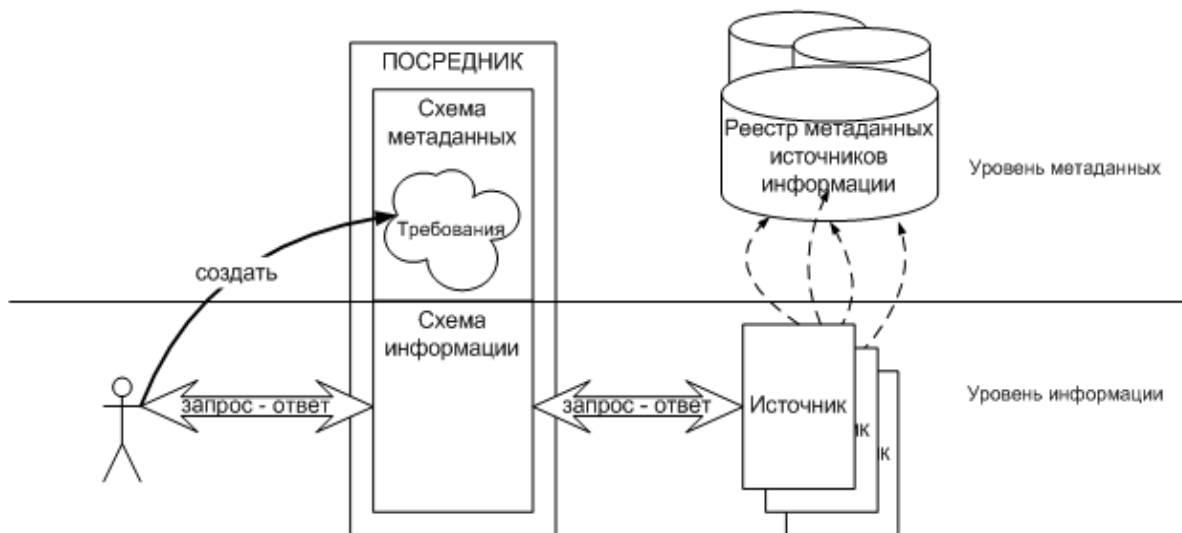 ПОСРЕДНИК
Схема
метаданных
Требования
создать
Реестр метаданных
источников
информации
Уровень метаданных
Схема
информации
запрос - ответ
запрос - ответ
Источник
ик
к
Уровень информации